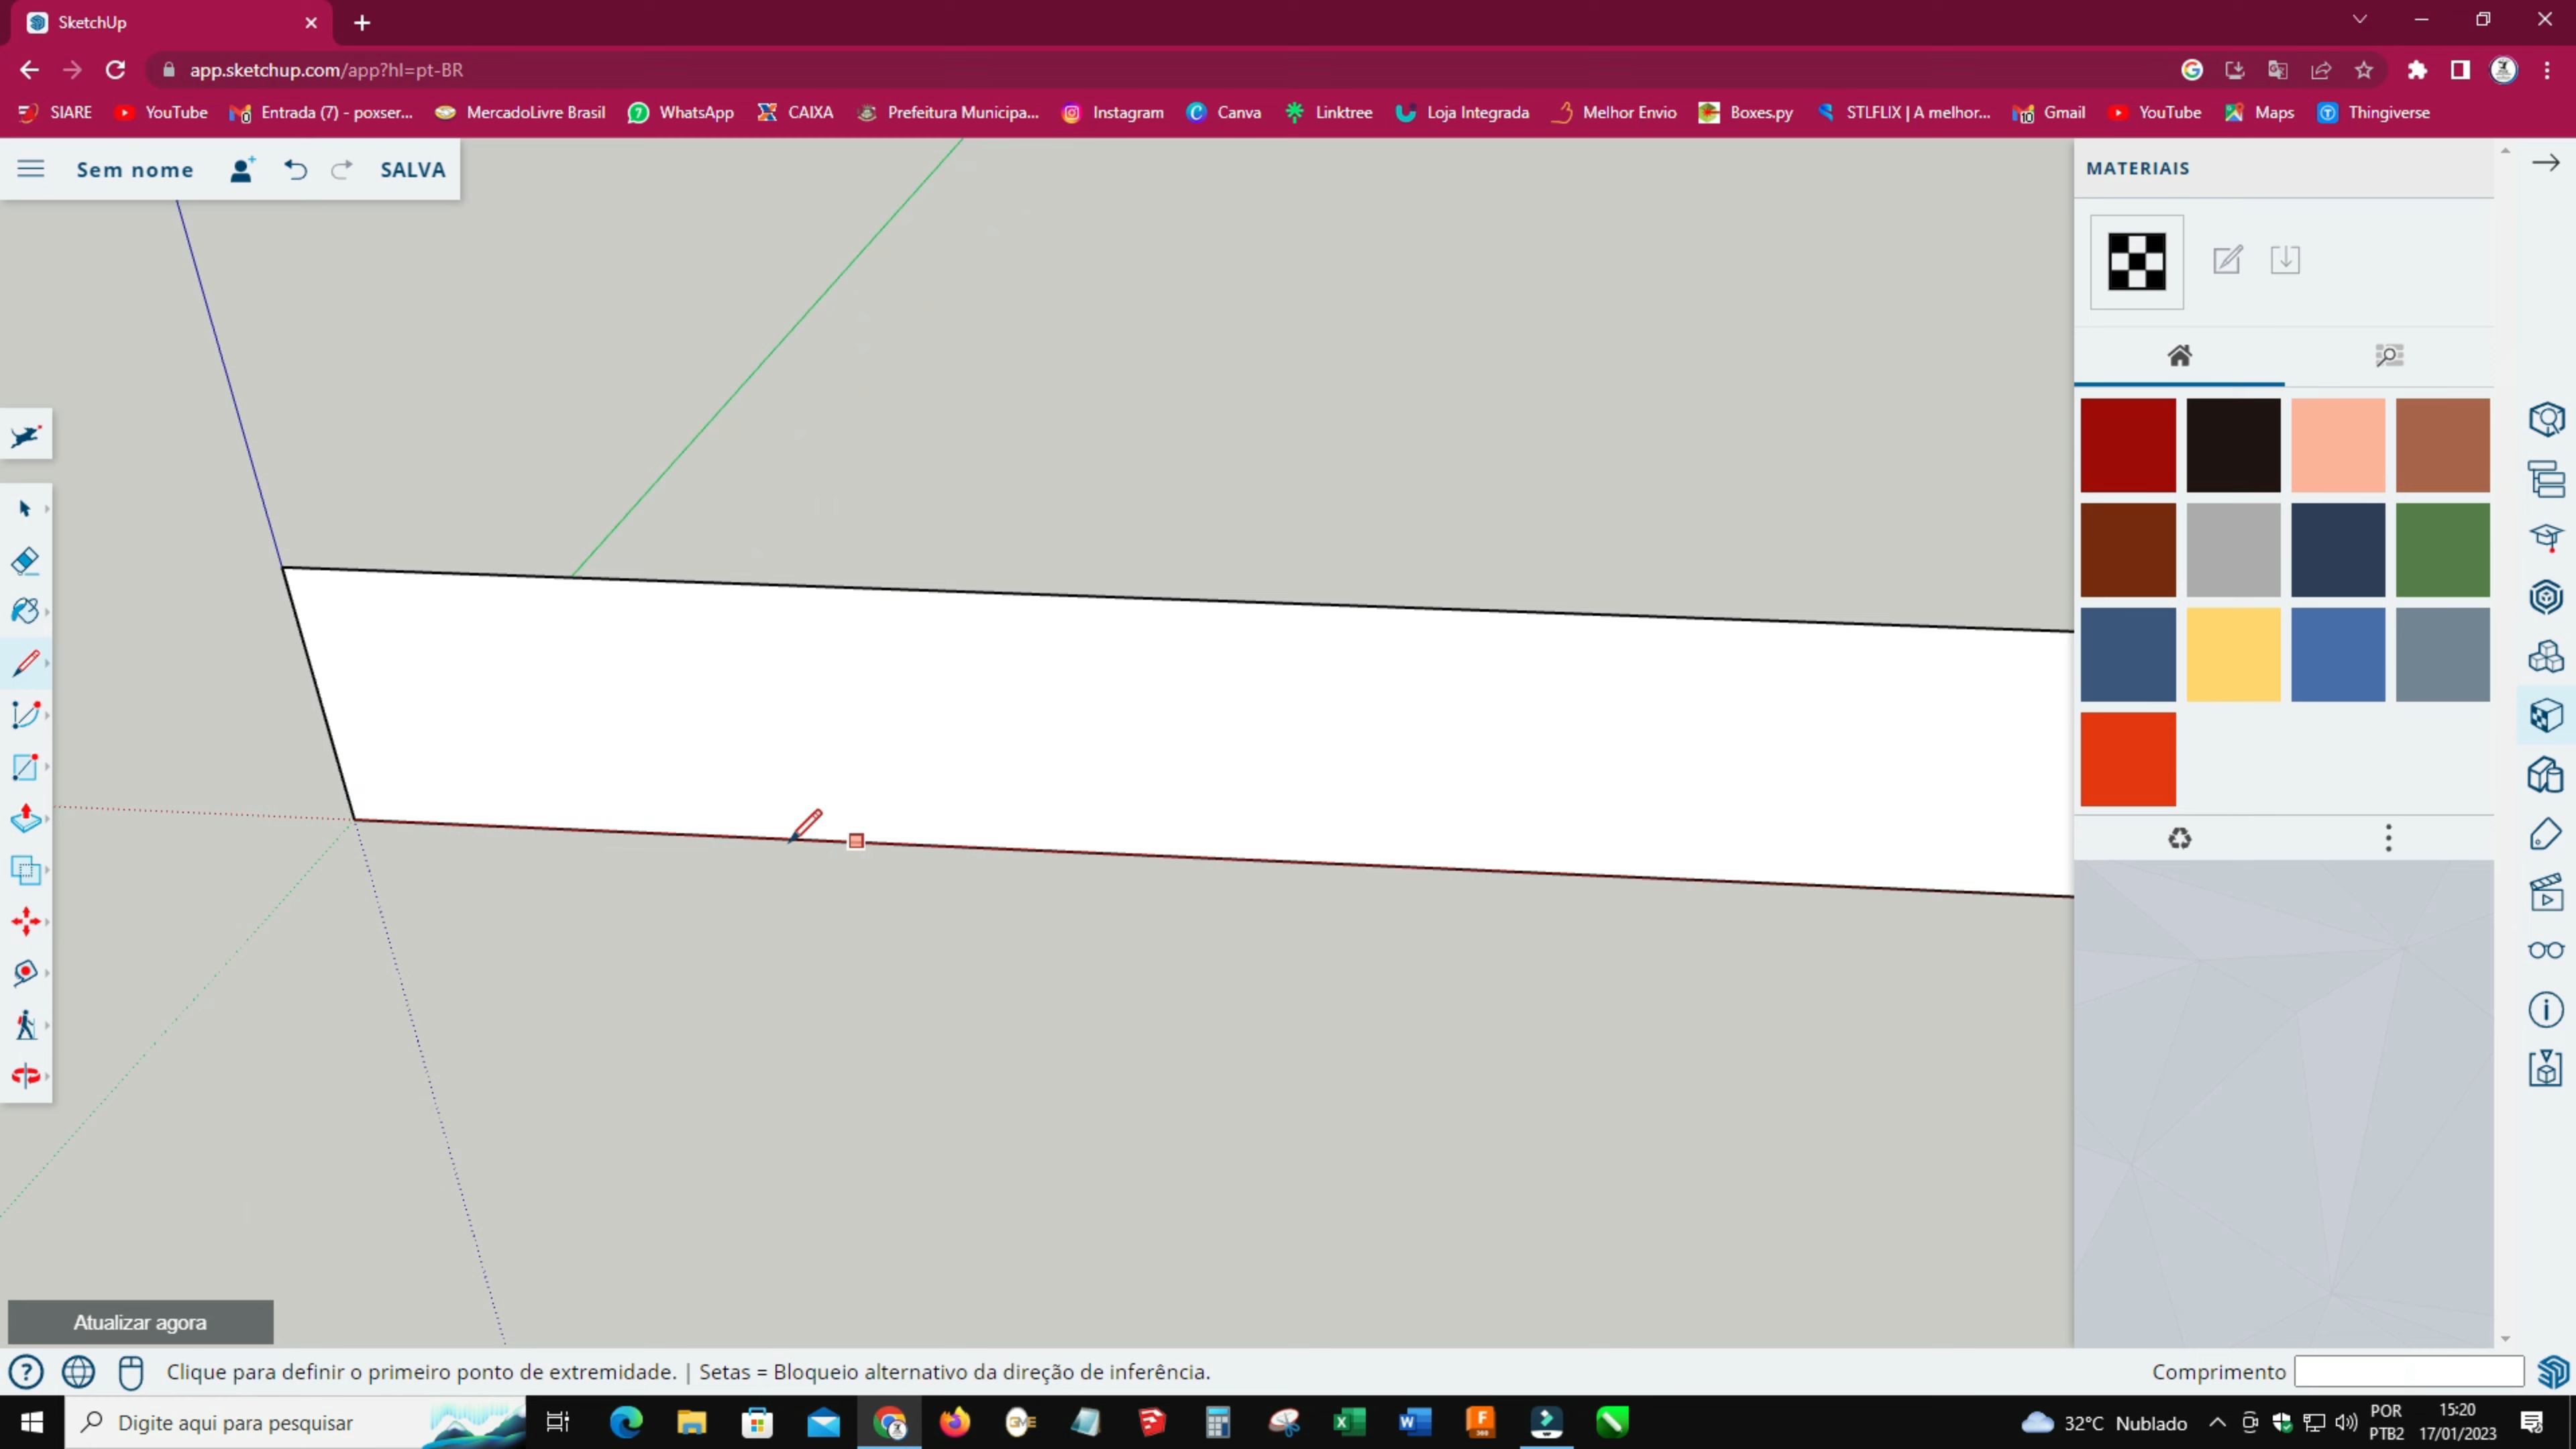 SketchUp
app.sketchup.com/app?hl=pt-BR
SIARE YouTube Entrada (7) - poxser... MercadoLivre Brasil WhatsApp CAIXA Prefeitura Municipa... Instagram Canva Linktree Loja Integrada Melhor Envio Boxes.py STLFLIX | A melhor... Gmail YouTube Maps Thingiverse
Sem nome SALVA
MATERIAIS
Atualizar agora
Clique para definir o primeiro ponto de extremidade. | Setas = Bloqueio alternativo da direção de inferência. Comprimento
Digite aqui para pesquisar 32°C Nublado POR 15:20
PTB2 17/01/2023